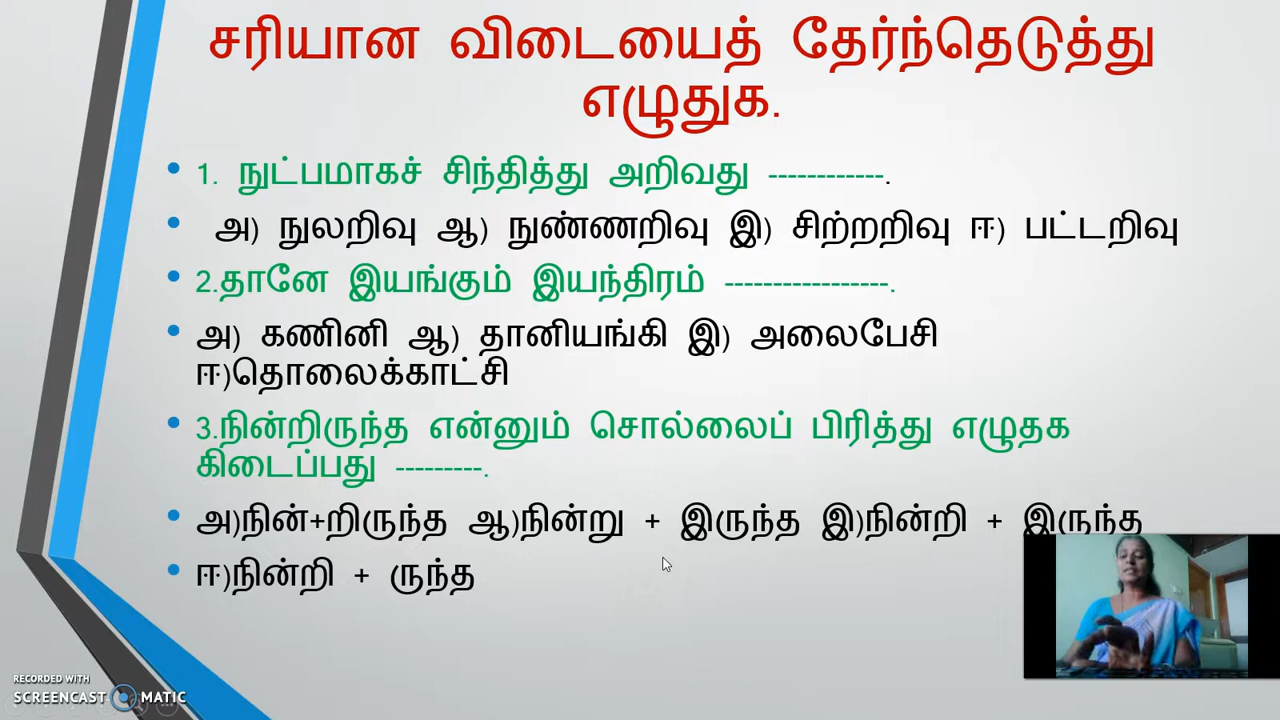 சரியான விடையைத் தேர்ந்தெடுத்து
எழுதுக.
1. நுட்பமாகச் சிந்தித்து அறிவது ------------.
அ) நுலறிவு ஆ) நுண்ணறிவு இ) சிற்றறிவு ஈ) பட்டறிவு
2.தானே இயங்கும் இயந்திரம் -----------------.
அ) கணினி ஆ) தானியங்கி இ) அலைபேசி
ஈ)தொலைக்காட்சி
3.நின்றிருந்த என்னும் சொல்லைப் பிரித்து எழுதக
கிடைப்பது ---------.
அ)நின்+றிருந்த ஆ)நின்று + இருந்த இ)நின்றி + இருந்த
ஈ)நின்றி + ருந்த
RECORDED WITH
SCREENCAST MATIC